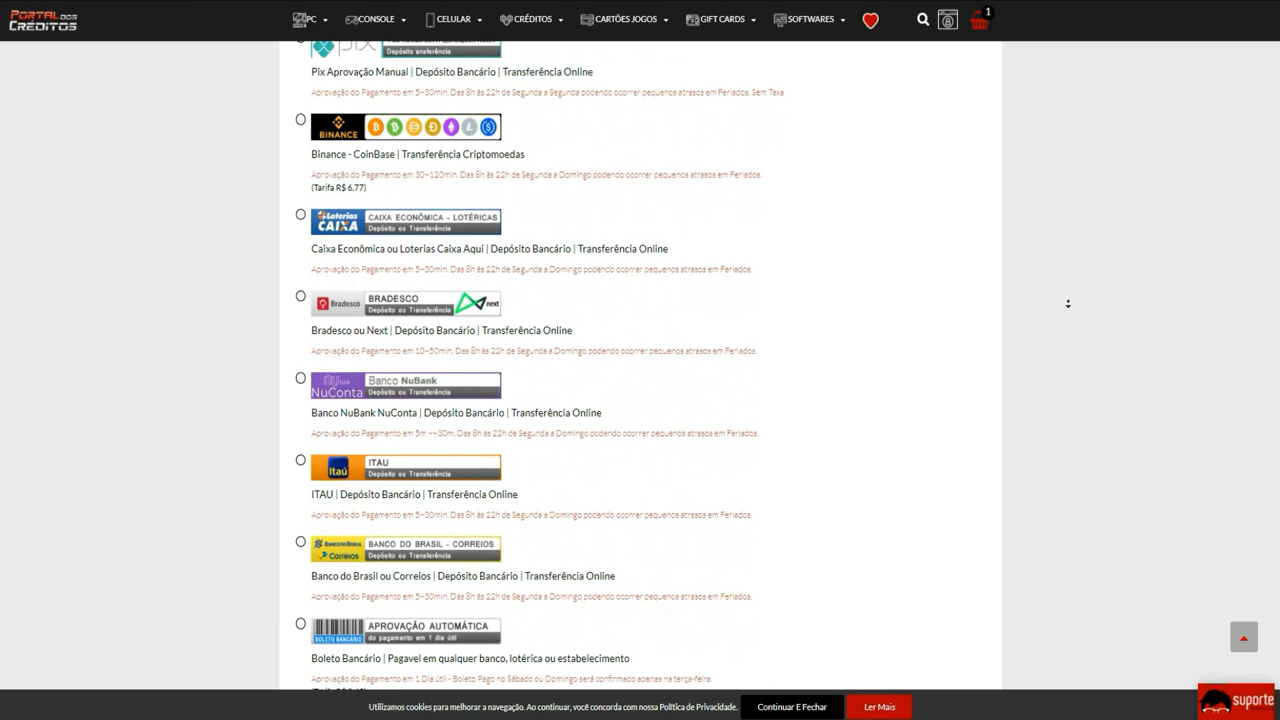 PORTAL DOS
CRÉDITOS
PC
CONSOLE
CELULAR
CRÉDITOS
CARTÕES JOGOS
GIFT CARDS
SOFTWARES
1
pix
Depósito
Pix Aprovação Manual | Depósito Bancário | Transferência Online
Aprovação do Pagamento em 5~30min. Das 8h às 22h de Segunda a Segunda podendo ocorrer pequenos atrasos em Feriados. Sem Taxa
BINANCE
Binance - CoinBase | Transferência Criptomoedas
Aprovação do Pagamento em 30~120min. Das 8h às 22h de Segunda a Domingo podendo ocorrer pequenos atrasos em Feriados.
(Tarifa R$ 6,77)
Loterias CAIXA
CAIXA ECONÔMICA - LOTÉRICAS
Depósito ou Transferência
Caixa Econômica ou Loterias Caixa Aqui | Depósito Bancário | Transferência Online
Aprovação do Pagamento em 5~30min. Das 8h às 22h de Segunda a Domingo podendo ocorrer pequenos atrasos em Feriados.
Bradesco
BRADESCO
Depósito ou Transferência
next
Bradesco ou Next | Depósito Bancário | Transferência Online
Aprovação do Pagamento em 10~50min. Das 8h às 22h de Segunda a Domingo podendo ocorrer pequenos atrasos em Feriados.
NuConta
Banco NuBank
Depósito ou Transferência
Banco NuBank NuConta | Depósito Bancário | Transferência Online
Aprovação do Pagamento em 5m ~~30m. Das 8h às 22h de Segunda a Domingo podendo ocorrer pequenos atrasos em Feriados.
Itaú
ITAU
Depósito ou Transferência
ITAU | Depósito Bancário | Transferência Online
Aprovação do Pagamento em 5~30min. Das 8h às 22h de Segunda a Domingo podendo ocorrer pequenos atrasos em Feriados.
BANCO DO BRASIL
Correios
BANCO DO BRASIL - CORREIOS
Depósito ou Transferência
Banco do Brasil ou Correios | Depósito Bancário | Transferência Online
Aprovação do Pagamento em 5~30min. Das 8h às 22h de Segunda a Domingo podendo ocorrer pequenos atrasos em Feriados.
BOLETO BANCÁRIO
APROVAÇÃO AUTOMÁTICA
do pagamento em 1 dia útil
Boleto Bancário | Pagavel em qualquer banco, lotérica ou estabelecimento
Aprovação do Pagamento em 1 Dia útil - Boleto Pago no Sábado ou Domingo será confirmado apenas na terça-feira.
Utilizamos cookies para melhorar a navegação. Ao continuar, você concorda com nossa Política de Privacidade.
Continuar E Fechar
Ler Mais
suporte